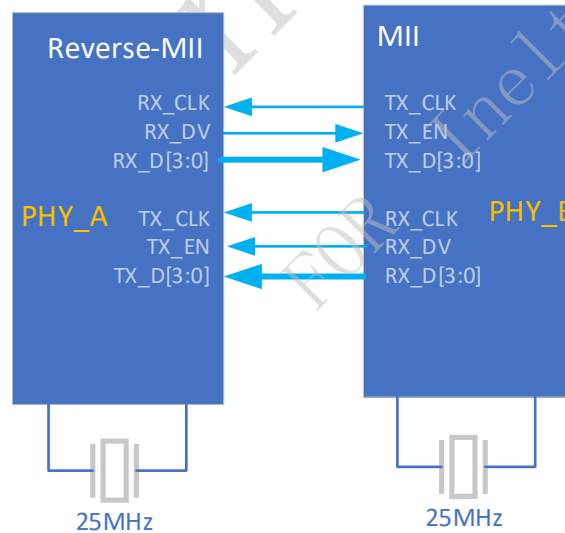 Reverse-MII
RX_CLK
RX_DV
RX_D[3:0]
PHY_A
TX_CLK
TX_EN
TX_D[3:0]
25MHz
MII
TX_CLK
TX_EN
TX_D[3:0]
RX_CLK
RX_DV
RX_D[3:0]
25MHz
FOR